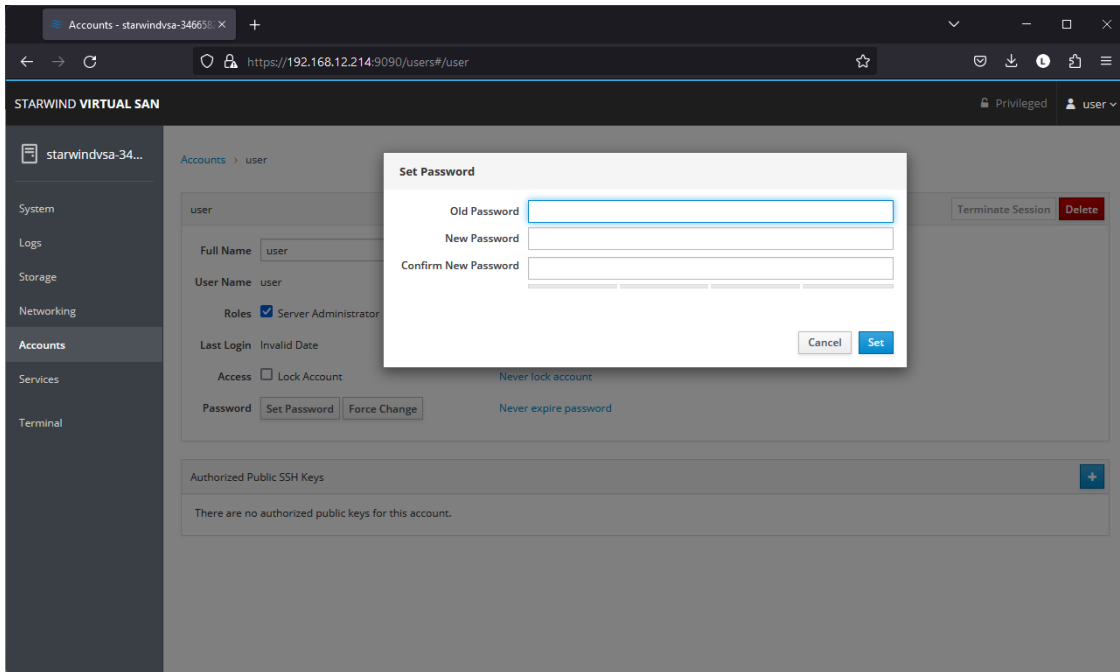 Accounts - starwindvsa-346658
https://192.168.12.214:9090/users#/user
L
STARWIND VIRTUAL SAN
Privileged
user
starwindvsa-34...
System
Logs
Storage
Networking
Accounts
Services
Terminal
Accounts > user
user
Terminate Session
Delete
Full Name user
User Name user
Roles Server Administrator
Last Login Invalid Date
Access Lock Account Never lock account
Password Set Password Force Change Never expire password
Authorized Public SSH Keys
There are no authorized public keys for this account.
Set Password
Old Password
New Password
Confirm New Password
Cancel Set